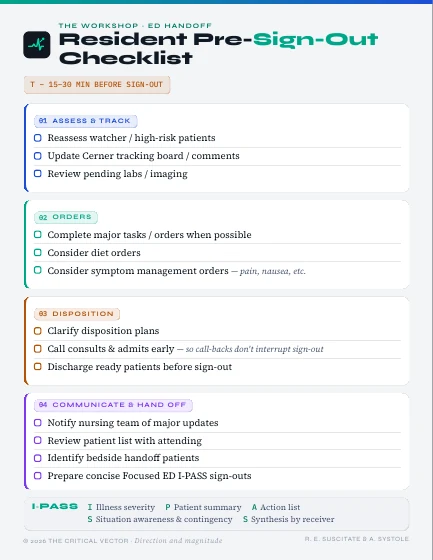 THE WORKSHOP · ED HANDOFF
Resident Pre-Sign-Out
Checklist
T – 15–30 MIN BEFORE SIGN-OUT
01 ASSESS & TRACK
Reassess watcher / high-risk patients
Update Cerner tracking board / comments
Review pending labs / imaging
02 ORDERS
Complete major tasks / orders when possible
Consider diet orders
Consider symptom management orders — pain, nausea, etc.
03 DISPOSITION
Clarify disposition plans
Call consults & admits early — so call-backs don't interrupt sign-out
Discharge ready patients before sign-out
04 COMMUNICATE & HAND OFF
Notify nursing team of major updates
Review patient list with attending
Identify bedside handoff patients
Prepare concise Focused ED I-PASS sign-outs
I-PASS I Illness severity P Patient summary A Action list
S Situation awareness & contingency S Synthesis by receiver
© 2026 THE CRITICAL VECTOR · Direction and magnitude
R. E. SUSCITATE & A. SYSTOLE